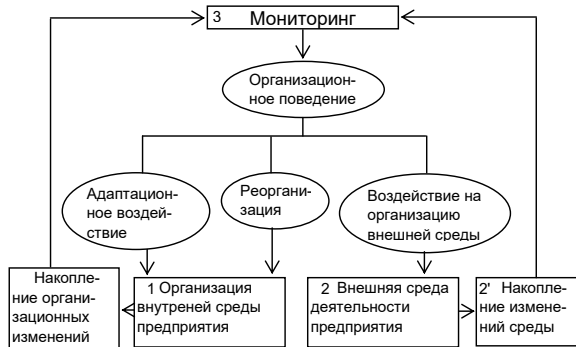 3 Мониторинг
Организацион-
ное поведение
Адаптацион-
ное воздей-
ствие
Реоргани-
зация
Воздействие на
организацию
внешней среды
Накопле-
ние органи-
зационных
изменений
1 Организация
внутреней среды
предприятия
2 Внешняя среда
деятельности
предприятия
2' Накопле-
ние измене-
ний среды